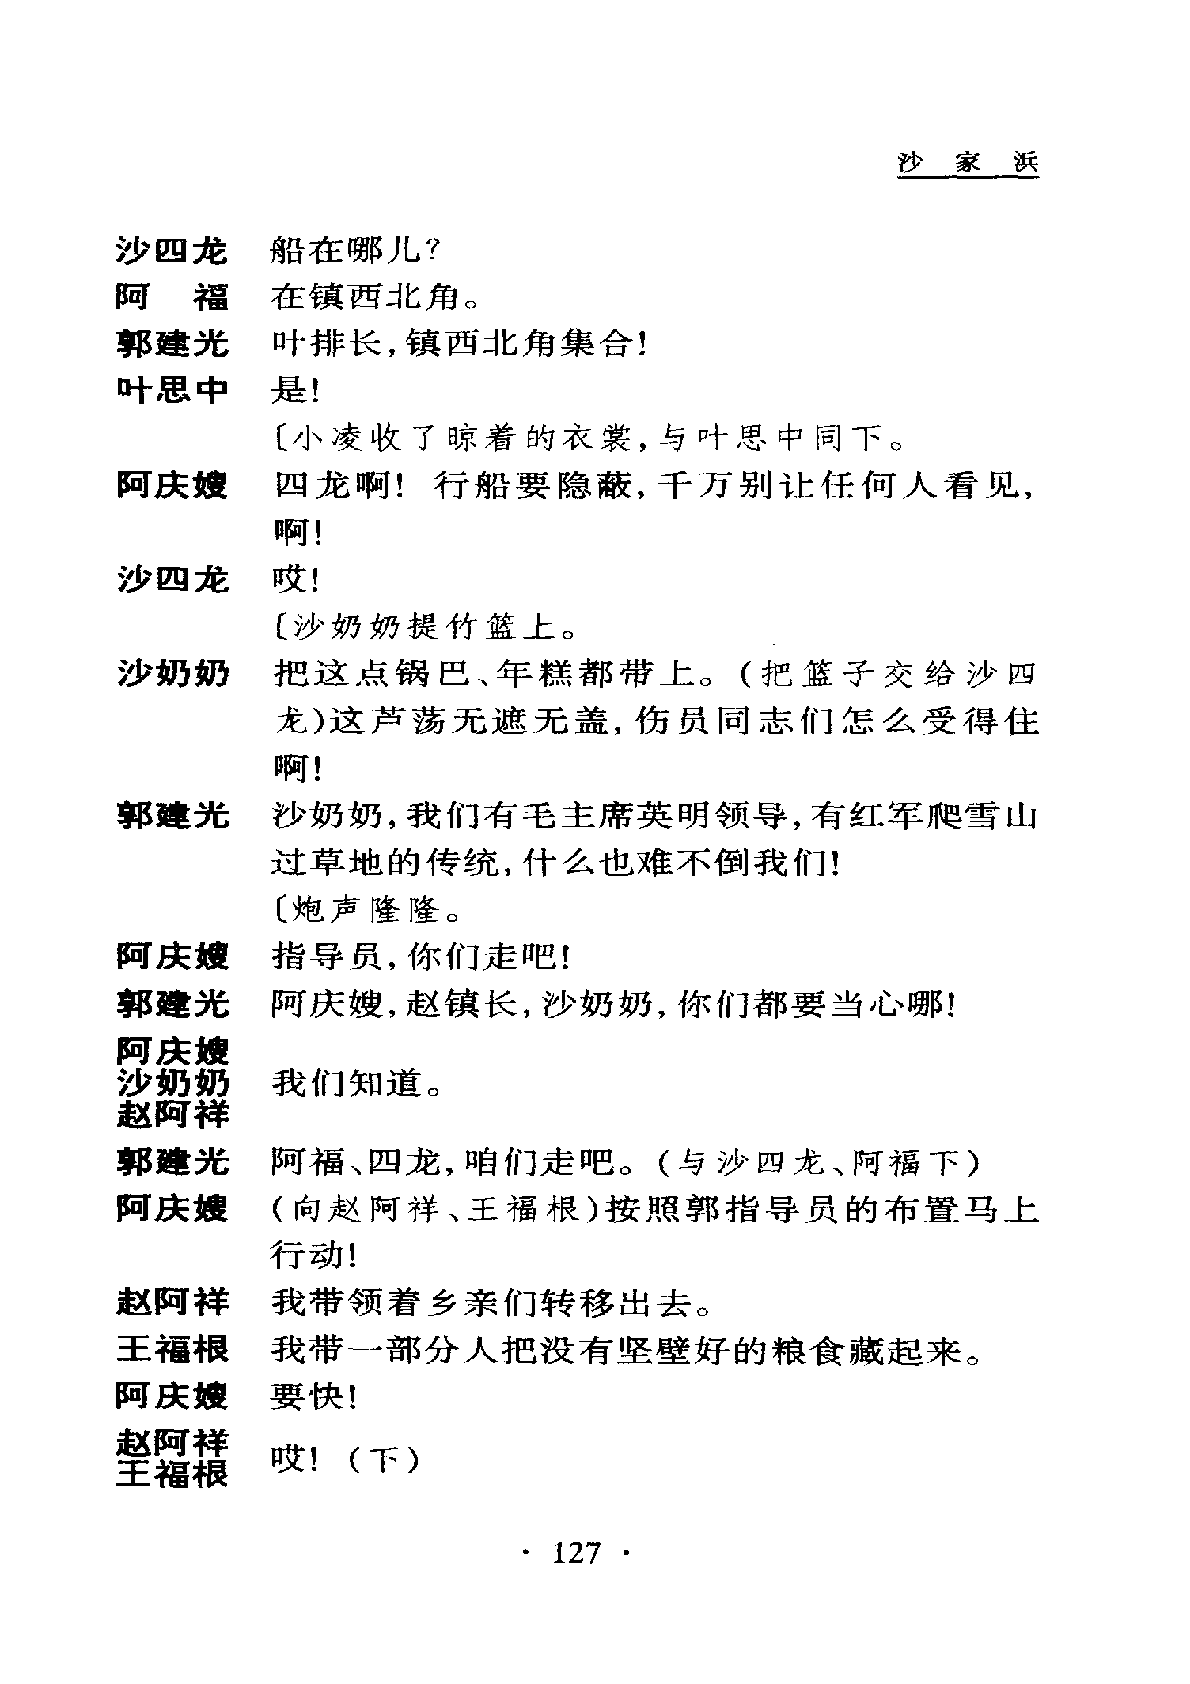 沙 家 浜
沙四龙 船在哪儿?
阿 福 在镇西北角。
郭建光 叶排长,镇西北角集合!
叶思中 是!
〔小凌收了晾着的衣裳,与叶思中同下。
阿庆嫂 四龙啊! 行船要隐蔽,千万别让任何人看见,
啊!
沙四龙 哎!
〔沙奶奶提竹篮上。
沙奶奶 把这点锅巴、年糕都带上。(把篮子交给沙四
龙)这芦荡无遮无盖,伤员同志们怎么受得住
啊!
郭建光 沙奶奶,我们有毛主席英明领导,有红军爬雪山
过草地的传统,什么也难不倒我们!
〔炮声隆隆。
阿庆嫂 指导员,你们走吧!
郭建光 阿庆嫂,赵镇长,沙奶奶,你们都要当心哪!
阿庆嫂
沙奶奶 我们知道。
赵阿祥
郭建光 阿福、四龙,咱们走吧。(与沙四龙、阿福下)
阿庆嫂 (向赵阿祥、王福根)按照郭指导员的布置马上
行动!
赵阿祥 我带领着乡亲们转移出去。
王福根 我带一部分人把没有坚壁好的粮食藏起来。
阿庆嫂 要快!
赵阿祥
王福根 哎!(下)
· 127 ·